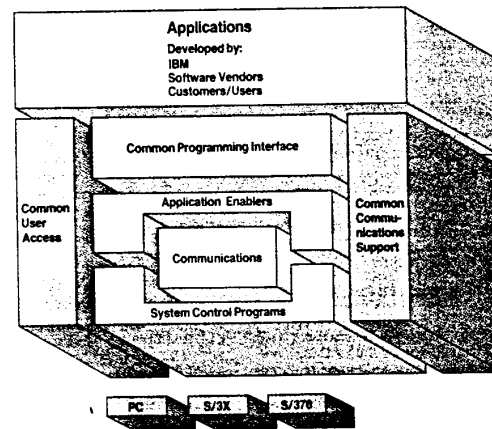 Applications
Developed by:
IBM
Software Vendors
Customers/Users
Common Programming Interface
Common
User
Access
Application Enablers
Communications
System Control Programs
Common
Commu-
nications
Support
PC
S/3X
S/370